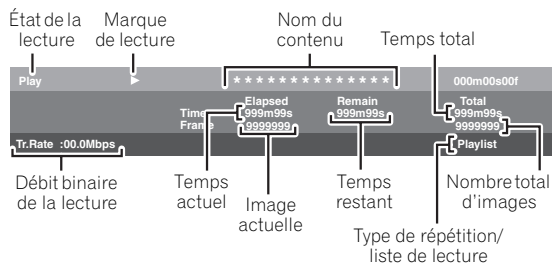 État de la lecture
Marque de lecture
Nom du contenu
Temps total
Play ► * * * * * * * * * * * * * * 000m00s00f
Elapsed Remain Total
Time 999m99s 999m99s 999m99s
Frame 9999999 9999999
Tr.Rate :00.0Mbps Playlist
Débit binaire de la lecture
Temps actuel
Image actuelle
Temps restant
Nombre total d'images
Type de répétition/ liste de lecture